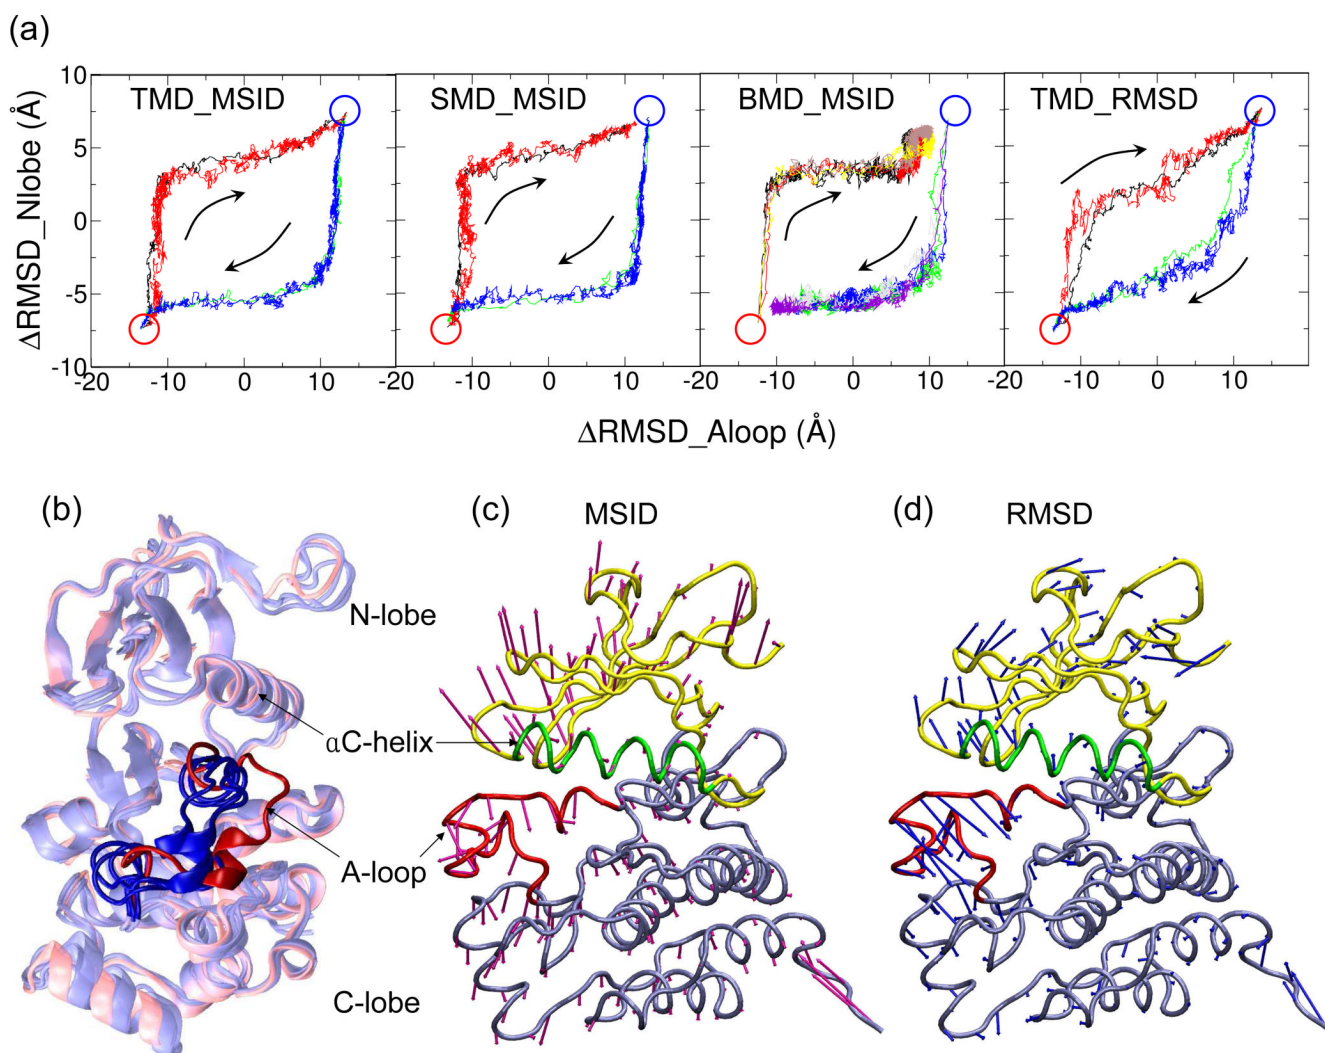 (a)
TMD_MSID
SMD_MSID
BMD_MSID
TMD_RMSD
ΔRMSD_Nlobe (Å)
10
5
0
-5
-10
-20 -10 0 10 -20 -10 0 10 -20 -10 0 10 -20 -10 0 10 20
ΔRMSD_Aloop (Å)
(b)
(c)
MSID
(d)
RMSD
N-lobe
αC-helix
A-loop
C-lobe